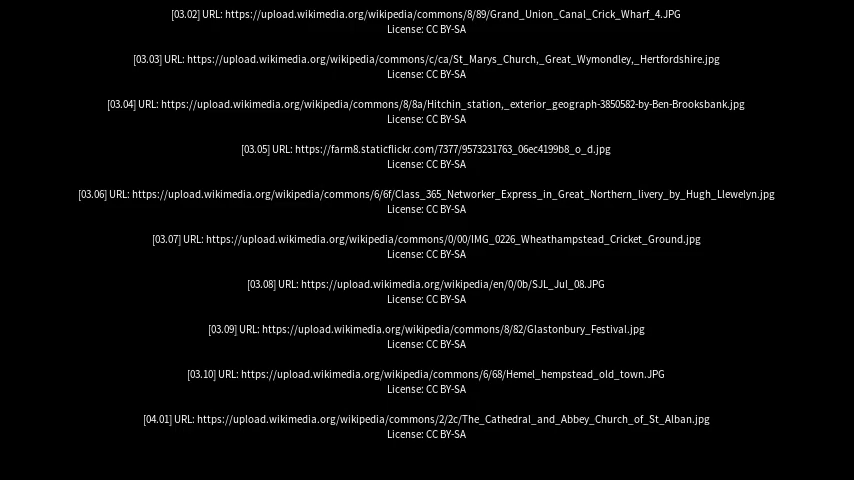 [03.02] URL: https://upload.wikimedia.org/wikipedia/commons/8/89/Grand_Union_Canal_Crick_Wharf_4.JPG
License: CC BY-SA
[03.03] URL: https://upload.wikimedia.org/wikipedia/commons/c/ca/St_Marys_Church,_Great_Wymondley,_Hertfordshire.jpg
License: CC BY-SA
[03.04] URL: https://upload.wikimedia.org/wikipedia/commons/8/8a/Hitchin_station,_exterior_geograph-3850582-by-Ben-Brooksbank.jpg
License: CC BY-SA
[03.05] URL: https://farm8.staticflickr.com/7377/9573231763_06ec4199b8_o_d.jpg
License: CC BY-SA
[03.06] URL: https://upload.wikimedia.org/wikipedia/commons/6/6f/Class_365_Networker_Express_in_Great_Northern_livery_by_Hugh_Llewelyn.jpg
License: CC BY-SA
[03.07] URL: https://upload.wikimedia.org/wikipedia/commons/0/00/IMG_0226_Wheathampstead_Cricket_Ground.jpg
License: CC BY-SA
[03.08] URL: https://upload.wikimedia.org/wikipedia/en/0/0b/SJL_Jul_08.JPG
License: CC BY-SA
[03.09] URL: https://upload.wikimedia.org/wikipedia/commons/8/82/Glastonbury_Festival.jpg
License: CC BY-SA
[03.10] URL: https://upload.wikimedia.org/wikipedia/commons/6/68/Hemel_hempstead_old_town.JPG
License: CC BY-SA
[04.01] URL: https://upload.wikimedia.org/wikipedia/commons/2/2c/The_Cathedral_and_Abbey_Church_of_St_Alban.jpg
License: CC BY-SA